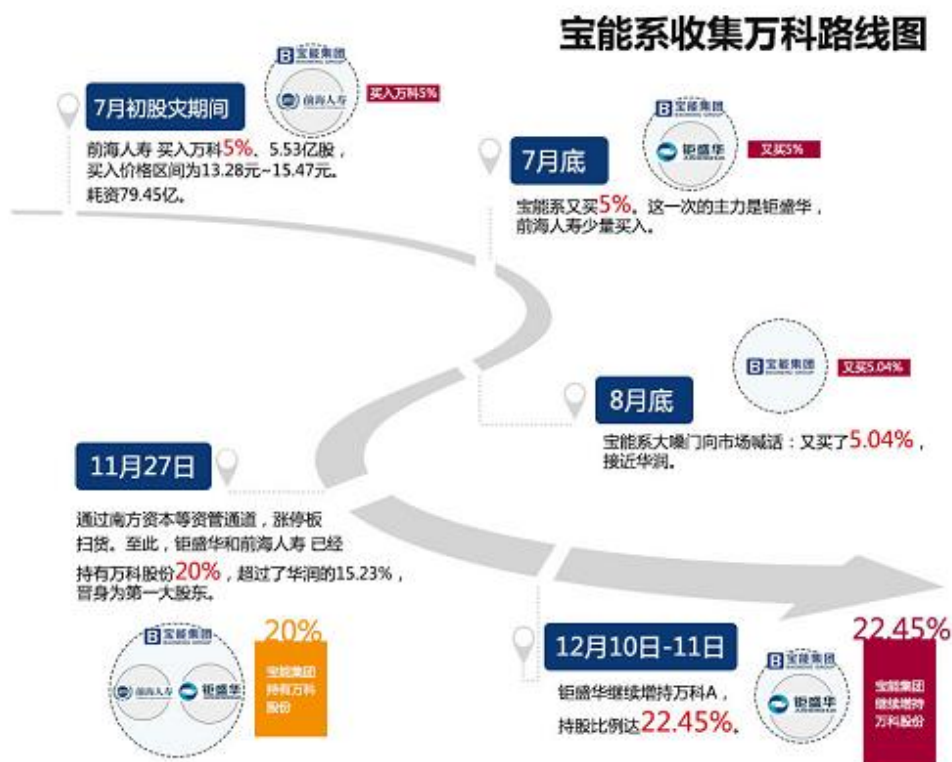 宝能系收集万科路线图
宝能集团
BAONENG GROUP
前海人寿
买入万科5%
7月初股灾期间
前海人寿 买入万科5%、5.53亿股，
买入价格区间为13.28元~15.47元。
耗资79.45亿。
宝能集团
BAONENG GROUP
钜盛华
又买5%
7月底
宝能系又买5%。这一次的主力是钜盛华，
前海人寿少量买入。
宝能集团
BAONENG GROUP
又买5.04%
8月底
宝能系大嗓门向市场喊话：又买了5.04%，
接近华润。
11月27日
通过南方资本等资管通道，涨停板
扫货。至此，钜盛华和前海人寿 已经
持有万科股份20%，超过了华润的15.23%，
晋身为第一大股东。
宝能集团
BAONENG GROUP
前海人寿
钜盛华
20%
宝能集团
持有万科
股份
12月10日-11日
钜盛华继续增持万科A，
持股比例达22.45%。
宝能集团
BAONENG GROUP
钜盛华
22.45%
宝能集团
继续增持
万科股份